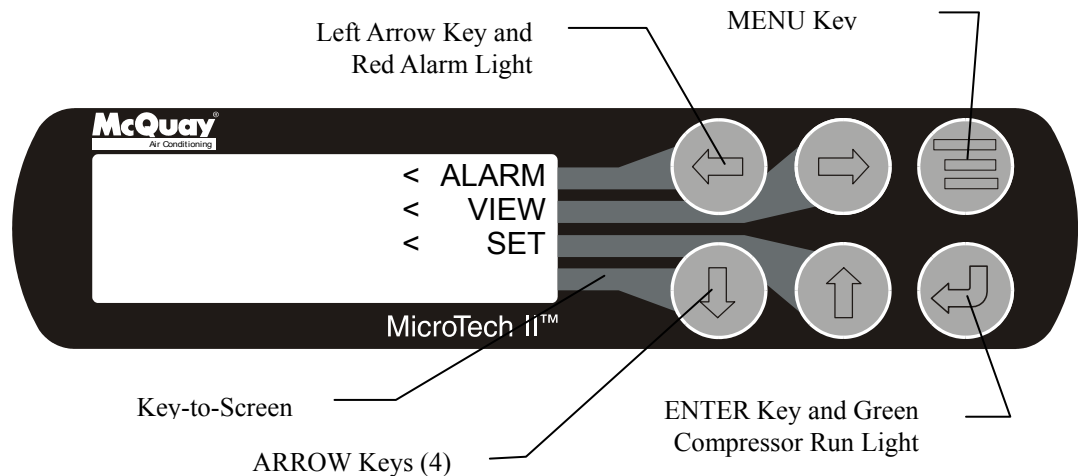 MENU Key
Left Arrow Key and
Red Alarm Light
McQuay®
Air Conditioning
< ALARM
< VIEW
< SET
MicroTech II™
Key-to-Screen
ARROW Keys (4)
ENTER Key and Green
Compressor Run Light